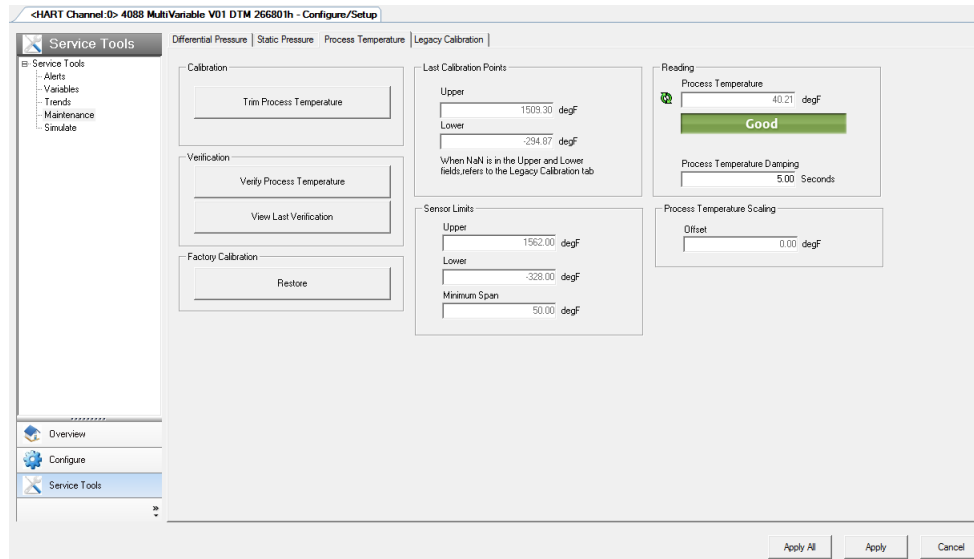 <HART Channel:0> 4088 MultiVariable V01 DTM 266801h - Configure/Setup
Service Tools
Service Tools
Alerts
Variables
Trends
Maintenance
Simulate
Overview
Configure
Service Tools
»
Differential Pressure Static Pressure Process Temperature Legacy Calibration
Calibration
Trim Process Temperature
Verification
Verify Process Temperature
View Last Verification
Factory Calibration
Restore
Last Calibration Points
Upper
1509.30 degF
Lower
-294.87 degF
When NaN is in the Upper and Lower
fields,refers to the Legacy Calibration tab
Sensor Limits
Upper
1562.00 degF
Lower
-328.00 degF
Minimum Span
50.00 degF
Reading
Process Temperature
40.21 degF
Good
Process Temperature Damping
5.00 Seconds
Process Temperature Scaling
Offset
0.00 degF
Apply All Apply Cancel